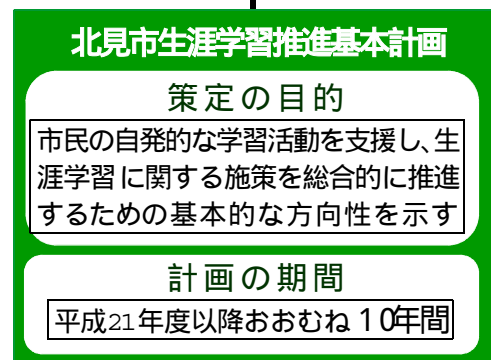 北見市生涯学習推進基本計画
策定の目的
市民の自発的な学習活動を支援し、生
涯学習に関する施策を総合的に推進
するための基本的な方向性を示す
計画の期間
平成21年度以降おおむね１０年間